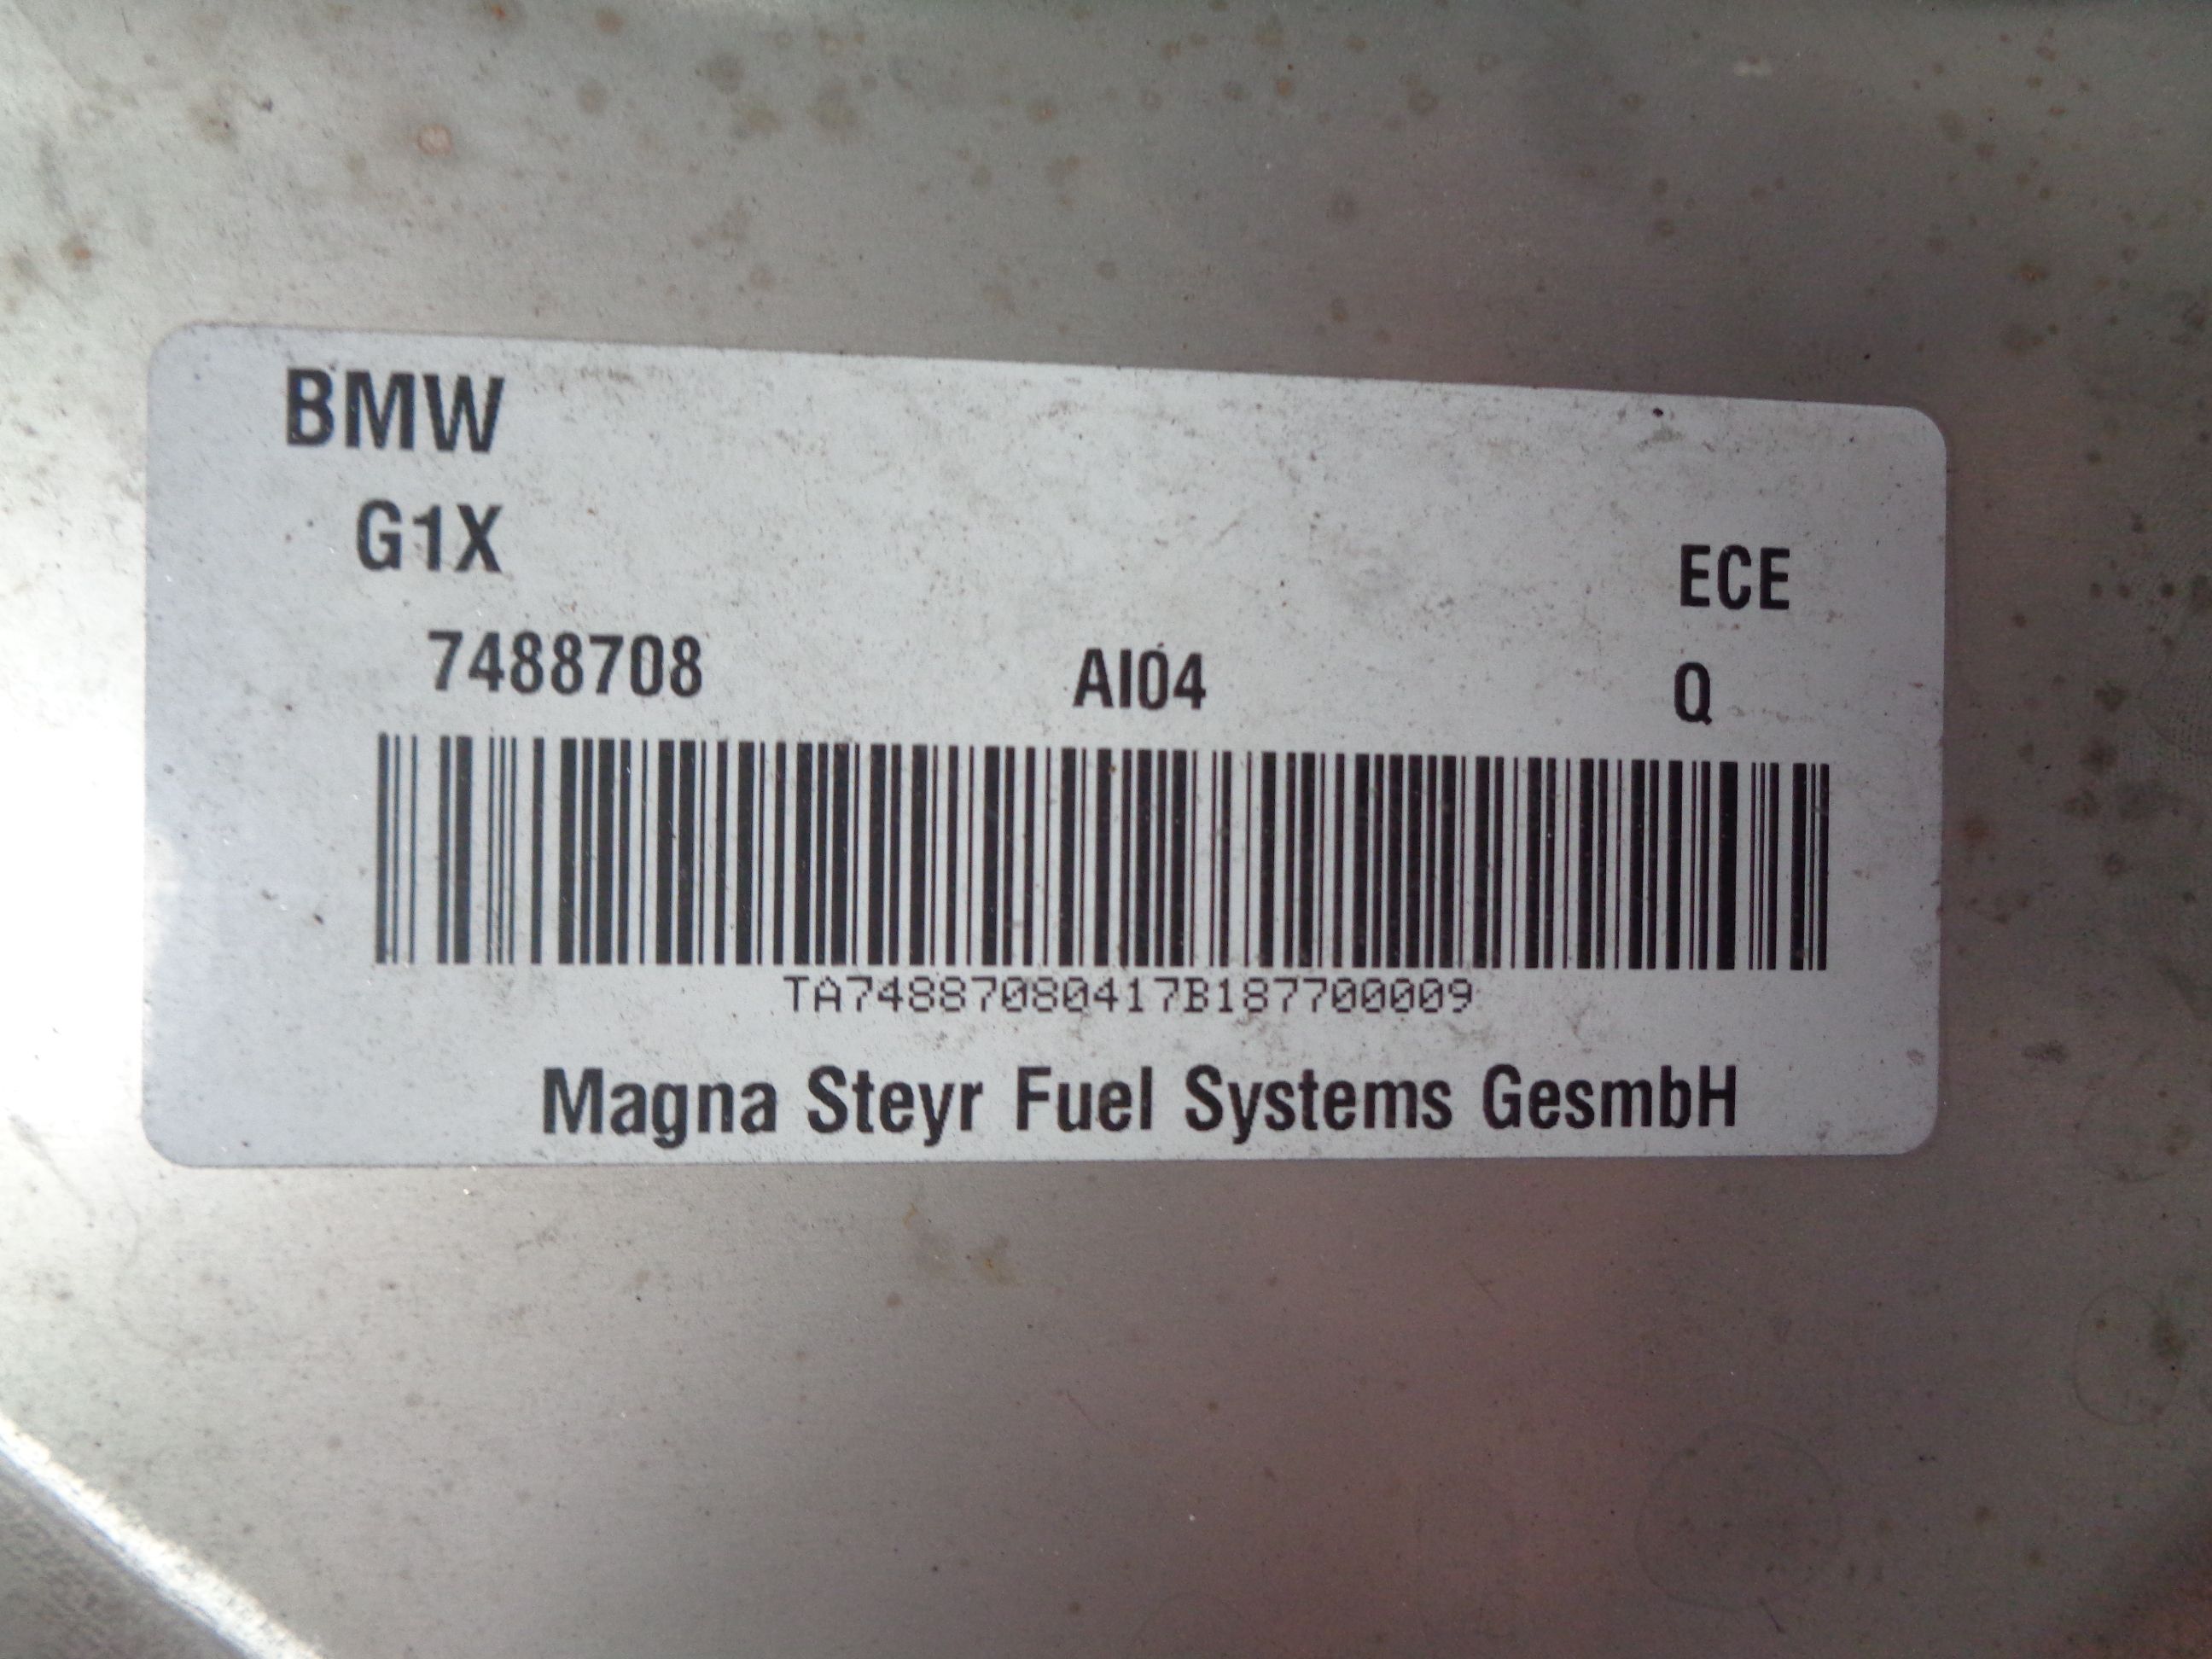 BMW
G1X
ECE
7488708 AI04 Q
TA74887080417B187700009
Magna Steyr Fuel Systems GesmbH